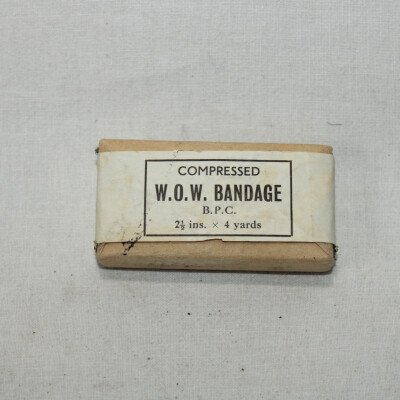 COMPRESSED
W.O.W. BANDAGE
B.P.C.
2½ ins. × 4 yards